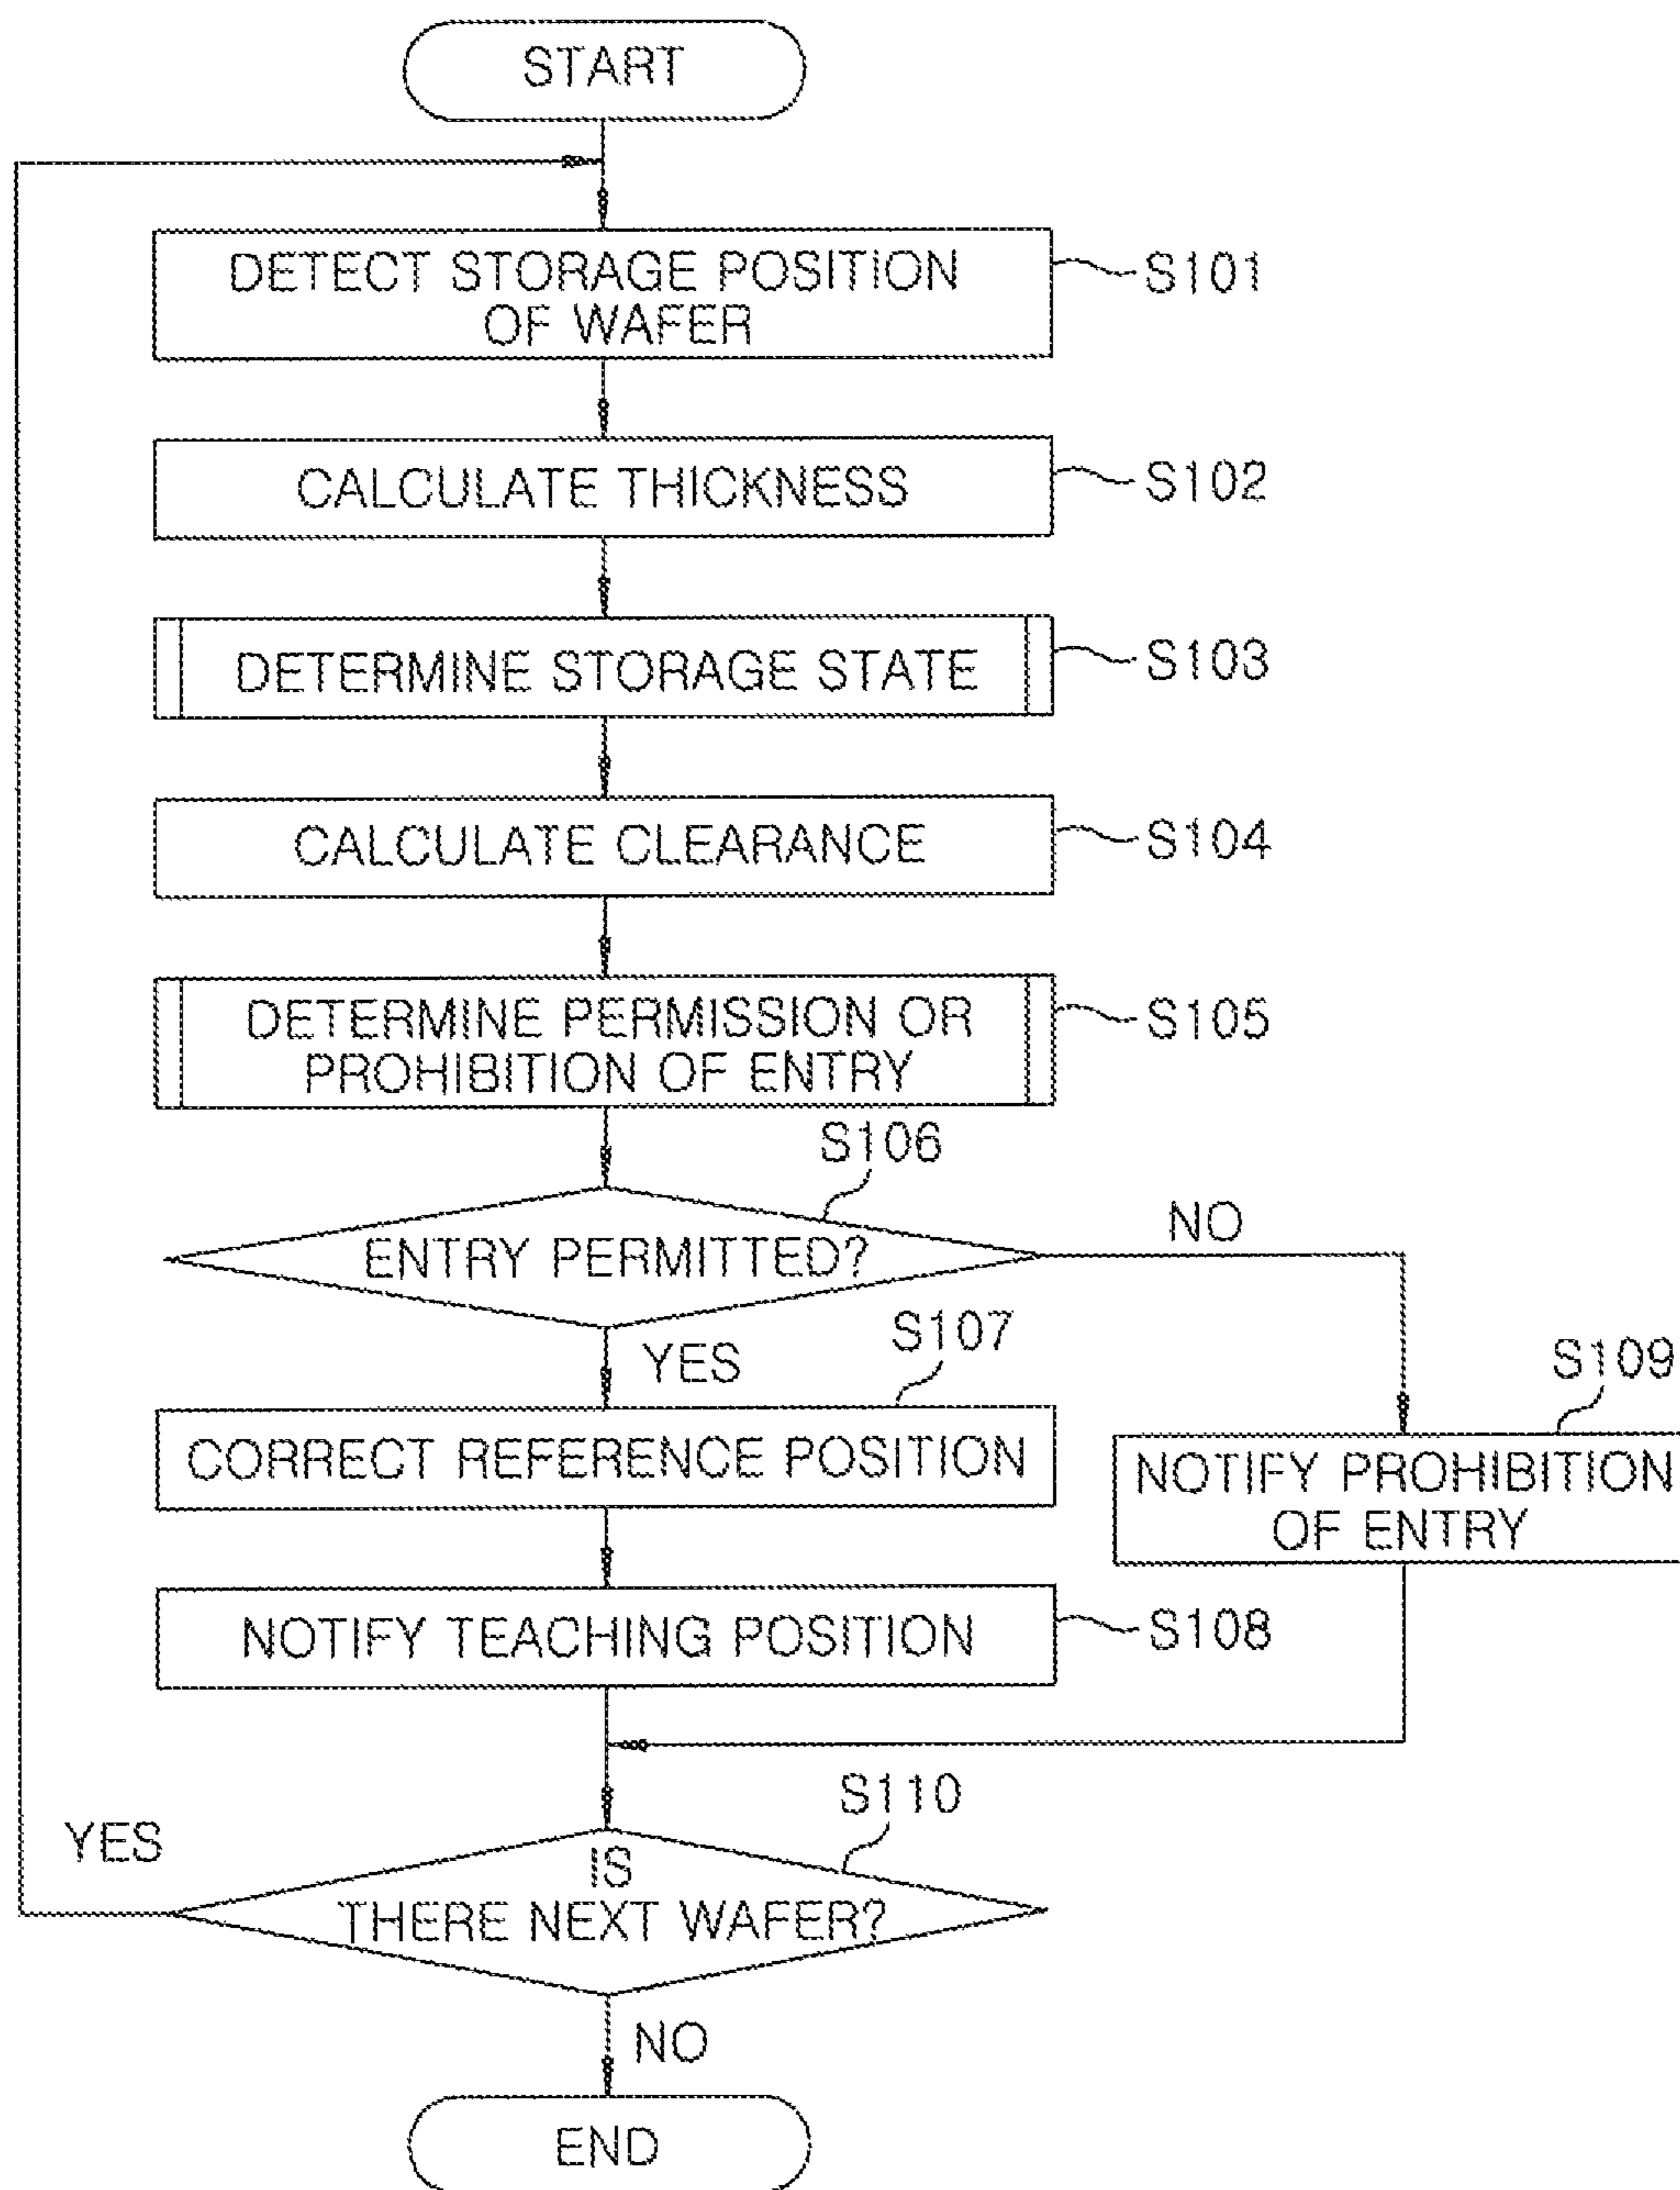 START
DETECT STORAGE POSITION
OF WAFER
S101
CALCULATE THICKNESS
S102
DETERMINE STORAGE STATE
S103
CALCULATE CLEARANCE
S104
DETERMINE PERMISSION OR
PROHIBITION OF ENTRY
S105
S106
ENTRY PERMITTED?
NO
YES
S107
CORRECT REFERENCE POSITION
S109
NOTIFY PROHIBITION
OF ENTRY
NOTIFY TEACHING POSITION
S108
S110
YES
IS
THERE NEXT WAFER?
NO
END